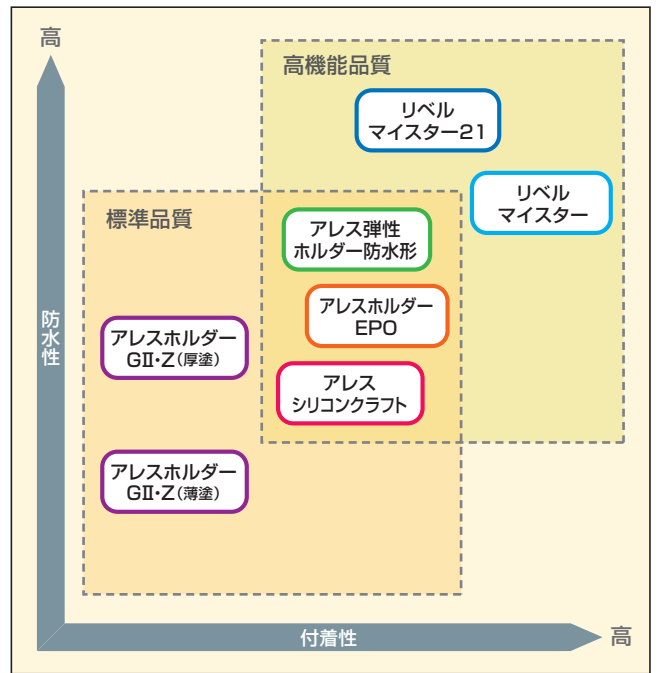 高
高機能品質
リベル
マイスター21
リベル
マイスター
標準品質
アレス弾性
ホルダー防水形
アレスホルダー
EPO
アレスホルダー
GⅡ・Z(厚塗)
アレス
シリコンクラフト
アレスホルダー
GⅡ・Z(薄塗)
防水性
付着性
高